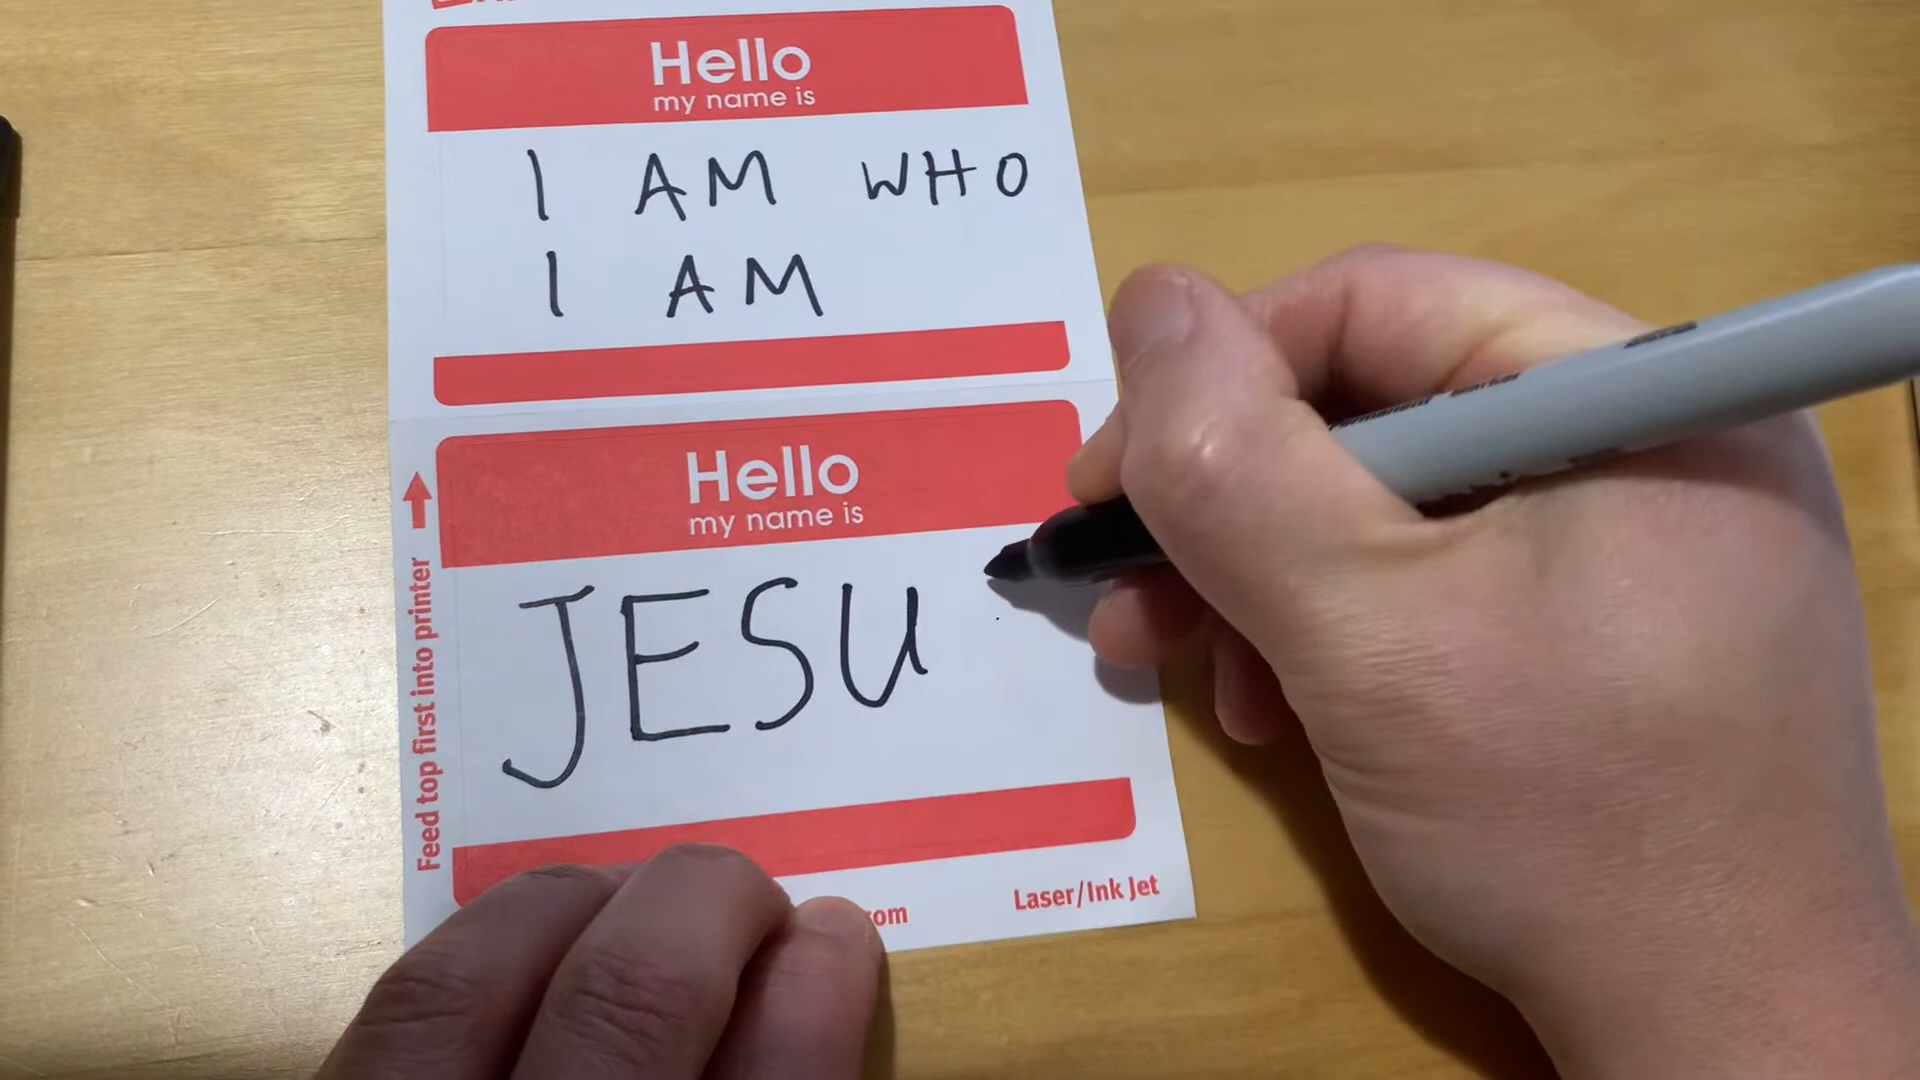 Hello
my name is
I AM WHO
I AM
Hello
my name is
JESU
Feed top first into printer
Laser/Ink Jet